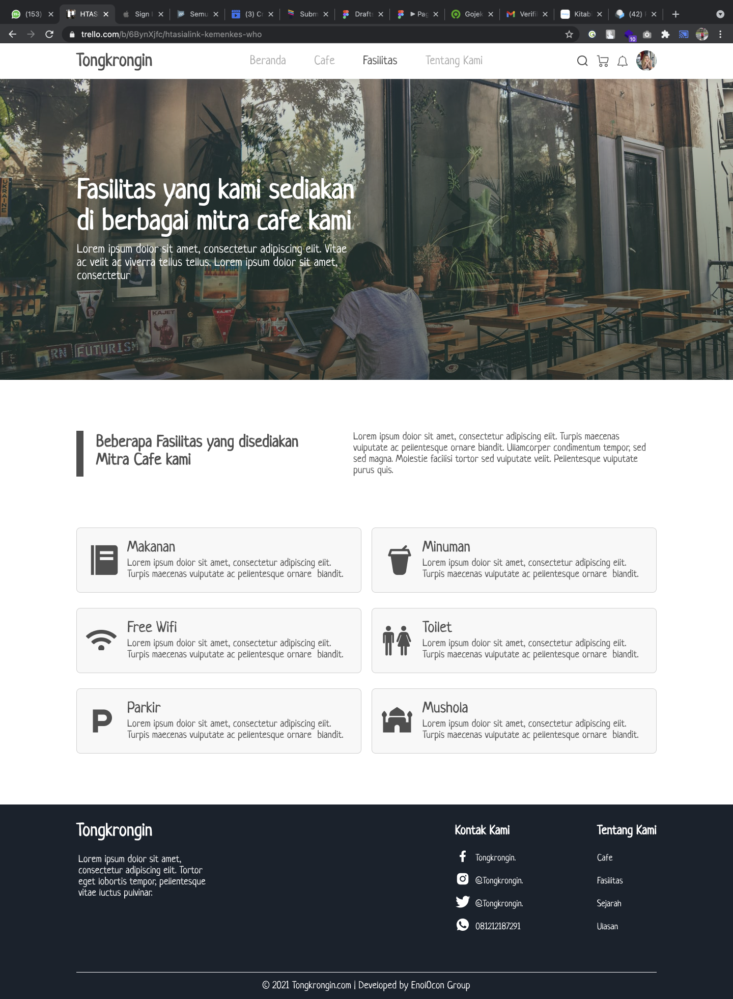 (153)
HTAS
Sign I
Semu
(3) Cr
Subm
Drafts
Pag
Gojek
Verifi
Kitab
(42)
trello.com/b/6BynXjfc/htasialink-kemenkes-who
10
Tongkrongin
Beranda
Cafe
Fasilitas
Tentang Kami
UKRAINE
Fasilitas yang kami sediakan
di berbagai mitra cafe kami
Lorem ipsum dolor sit amet, consectetur adipiscing elit. Vitae
ac velit ac viverra tellus tellus. Lorem ipsum dolor sit amet,
consectetur
KAJET
KAJET
7
RN FUTURISM
Beberapa Fasilitas yang disediakan
Mitra Cafe kami
Lorem ipsum dolor sit amet, consectetur adipiscing elit. Turpis maecenas
vulputate ac pellentesque ornare blandit. Ullamcorper condimentum tempor, sed
sed magna. Molestie facilisi tortor sed vulputate velit. Pellentesque vulputate
purus quis.
Makanan
Lorem ipsum dolor sit amet, consectetur adipiscing elit.
Turpis maecenas vulputate ac pellentesque ornare  blandit.
Minuman
Lorem ipsum dolor sit amet, consectetur adipiscing elit.
Turpis maecenas vulputate ac pellentesque ornare  blandit.
Free Wifi
Lorem ipsum dolor sit amet, consectetur adipiscing elit.
Turpis maecenas vulputate ac pellentesque ornare  blandit.
Toilet
Lorem ipsum dolor sit amet, consectetur adipiscing elit.
Turpis maecenas vulputate ac pellentesque ornare  blandit.
P
Parkir
Lorem ipsum dolor sit amet, consectetur adipiscing elit.
Turpis maecenas vulputate ac pellentesque ornare  blandit.
Mushola
Lorem ipsum dolor sit amet, consectetur adipiscing elit.
Turpis maecenas vulputate ac pellentesque ornare  blandit.
Tongkrongin
Lorem ipsum dolor sit amet,
consectetur adipiscing elit. Tortor
eget lobortis tempor, pellentesque
vitae luctus pulvinar.
Kontak Kami
Tongkrongin.
@Tongkrongin.
@Tongkrongin.
081212187291
Tentang Kami
Cafe
Fasilitas
Sejarah
Ulasan
© 2021 Tongkrongin.com | Developed by EnolOcon Group